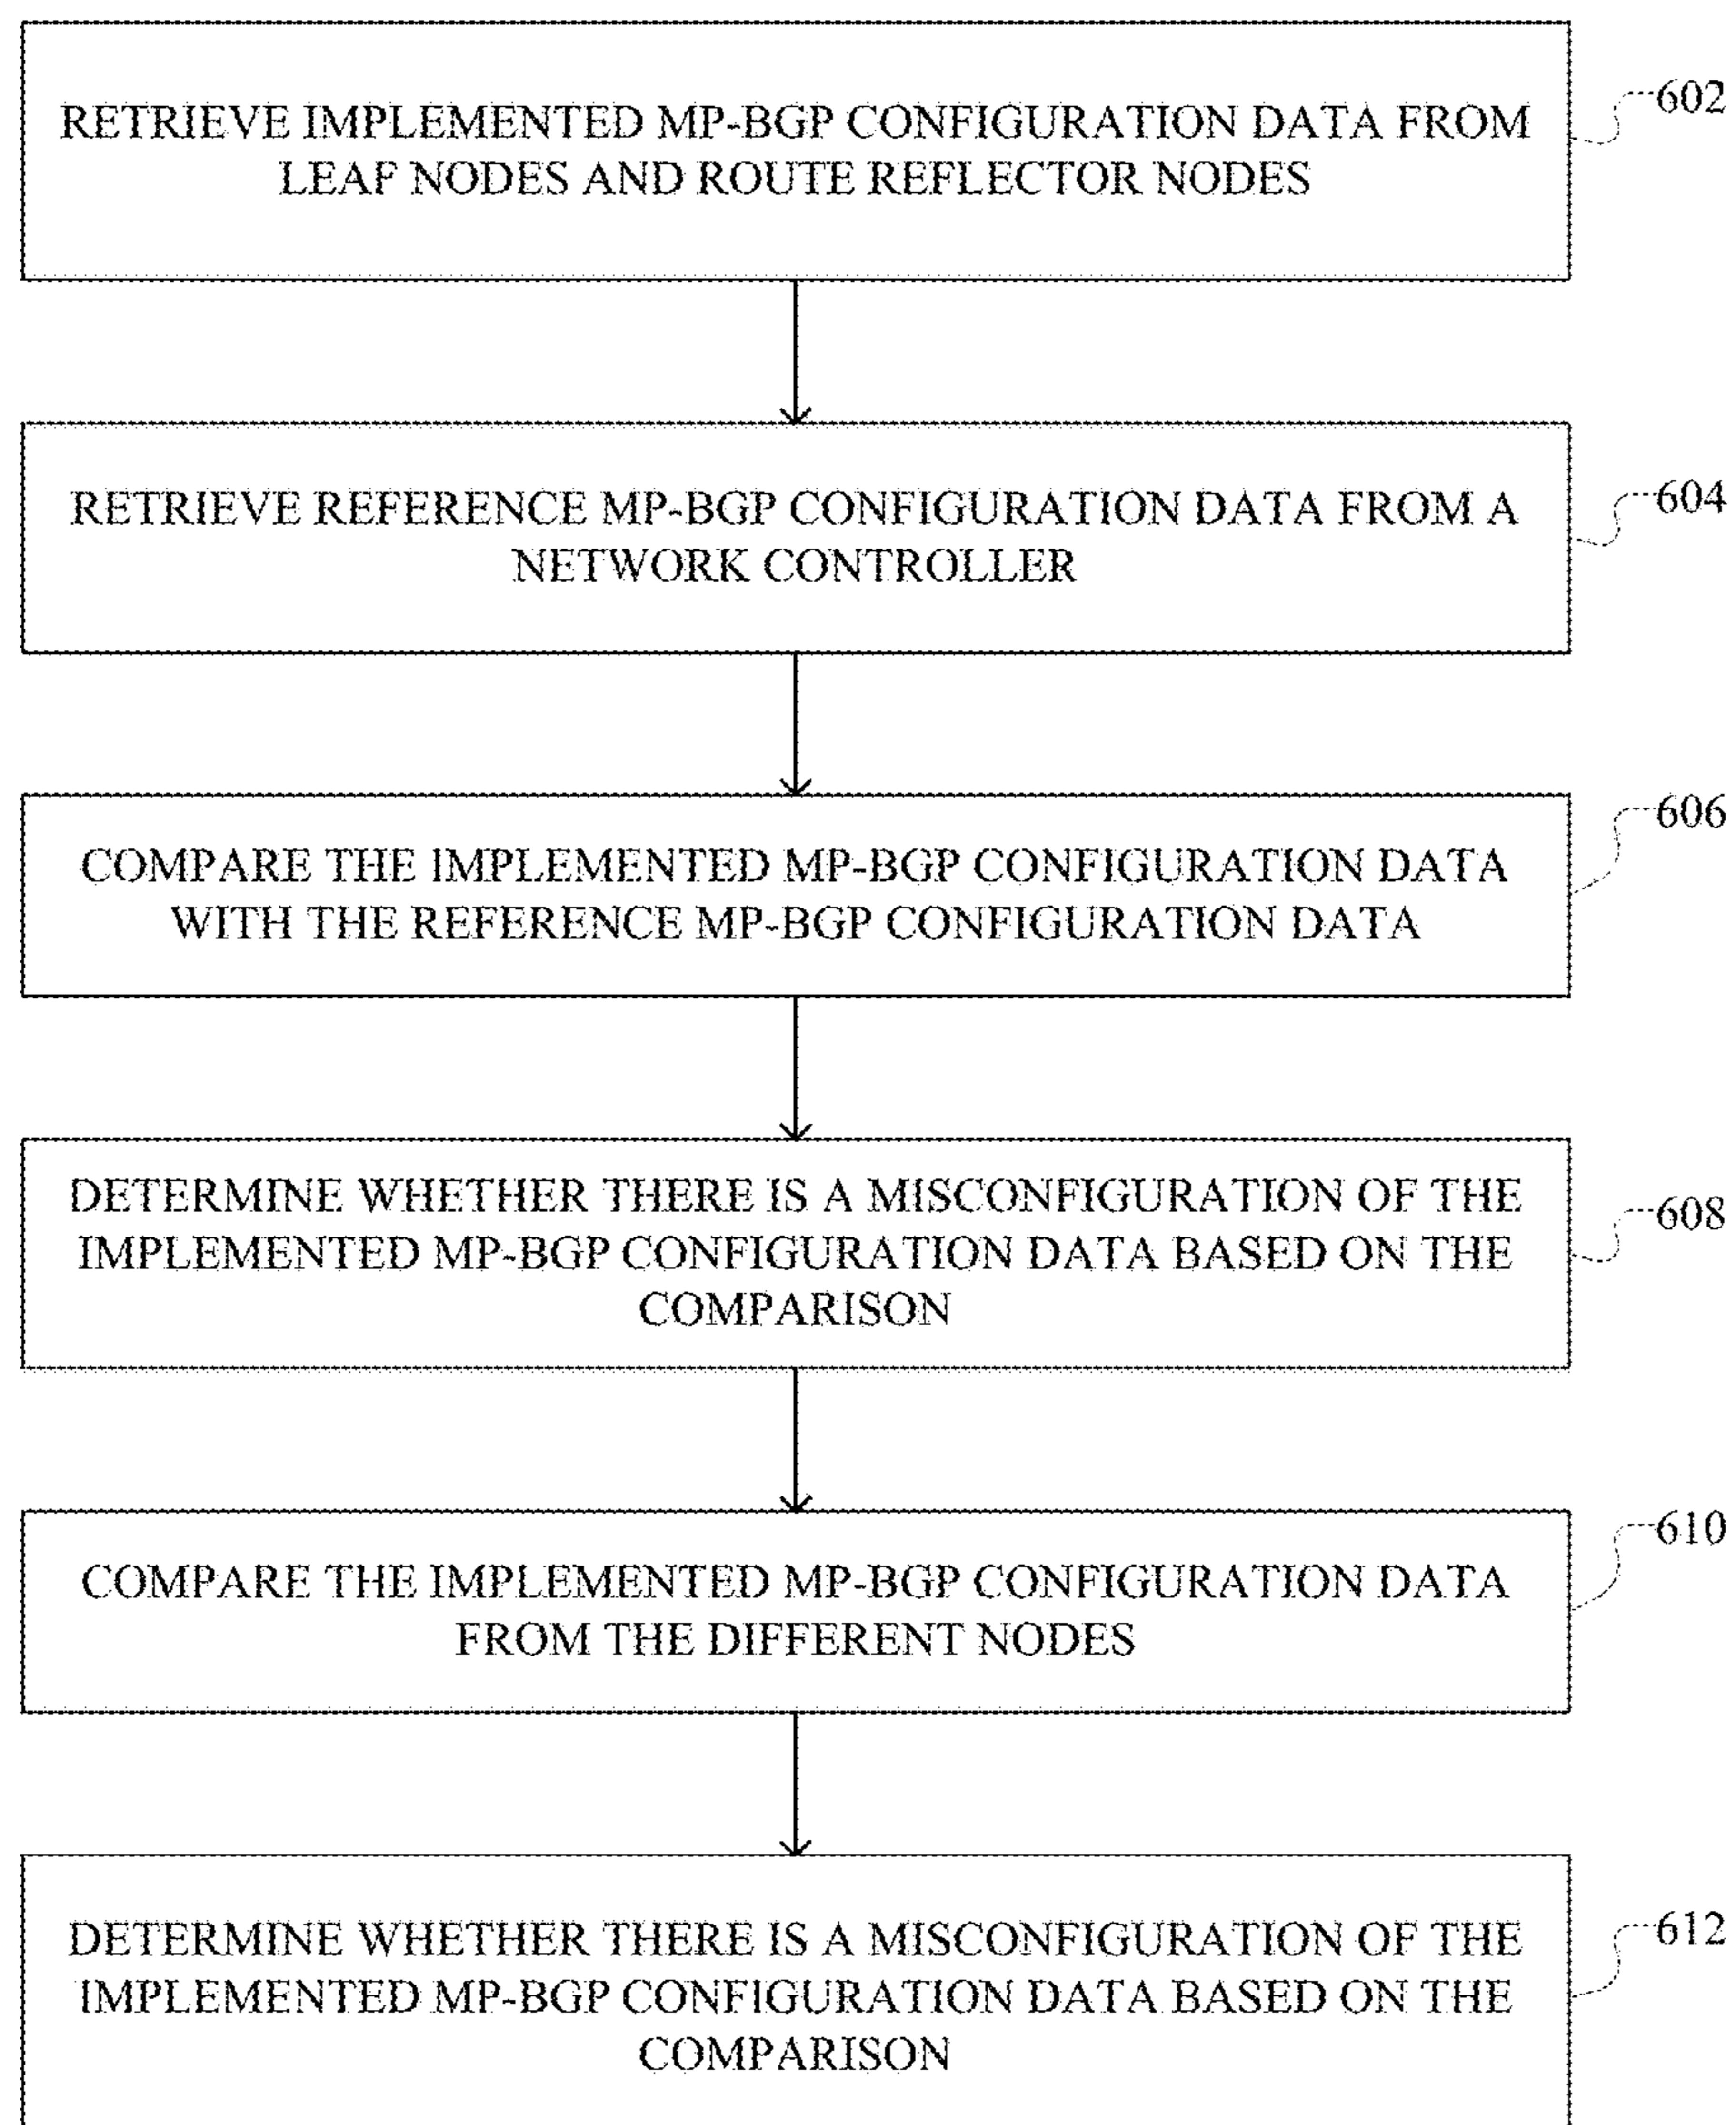 RETRIEVE IMPLEMENTED MP-BGP CONFIGURATION DATA FROM
LEAF NODES AND ROUTE REFLECTOR NODES
602
RETRIEVE REFERENCE MP-BGP CONFIGURATION DATA FROM A
NETWORK CONTROLLER
604
COMPARE THE IMPLEMENTED MP-BGP CONFIGURATION DATA
WITH THE REFERENCE MP-BGP CONFIGURATION DATA
606
DETERMINE WHETHER THERE IS A MISCONFIGURATION OF THE
IMPLEMENTED MP-BGP CONFIGURATION DATA BASED ON THE
COMPARISON
608
COMPARE THE IMPLEMENTED MP-BGP CONFIGURATION DATA
FROM THE DIFFERENT NODES
610
DETERMINE WHETHER THERE IS A MISCONFIGURATION OF THE
IMPLEMENTED MP-BGP CONFIGURATION DATA BASED ON THE
COMPARISON
612